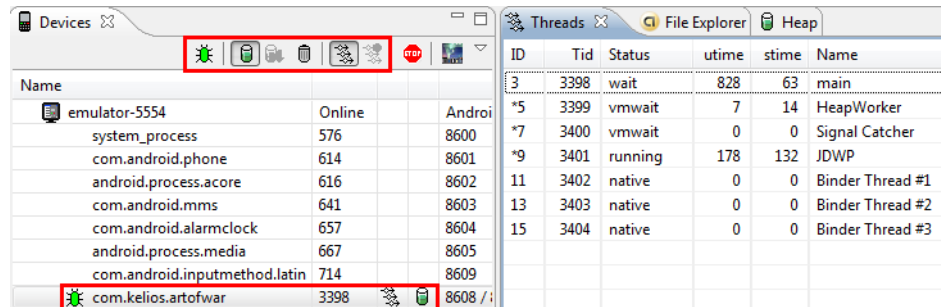 Devices
Name
emulator-5554 Online Androi
system_process 576 8600
com.android.phone 614 8601
android.process.acore 616 8602
com.android.mms 641 8603
com.android.alarmclock 657 8604
android.process.media 667 8605
com.android.inputmethod.latin 714 8609
com.kelios.artofwar 3398 8608 /
STOP
Threads File Explorer Heap
ID Tid Status utime stime Name
3 3398 wait 828 63 main
*5 3399 vmwait 7 14 HeapWorker
*7 3400 vmwait 0 0 Signal Catcher
*9 3401 running 178 132 JDWP
11 3402 native 0 0 Binder Thread #1
13 3403 native 0 0 Binder Thread #2
15 3404 native 0 0 Binder Thread #3